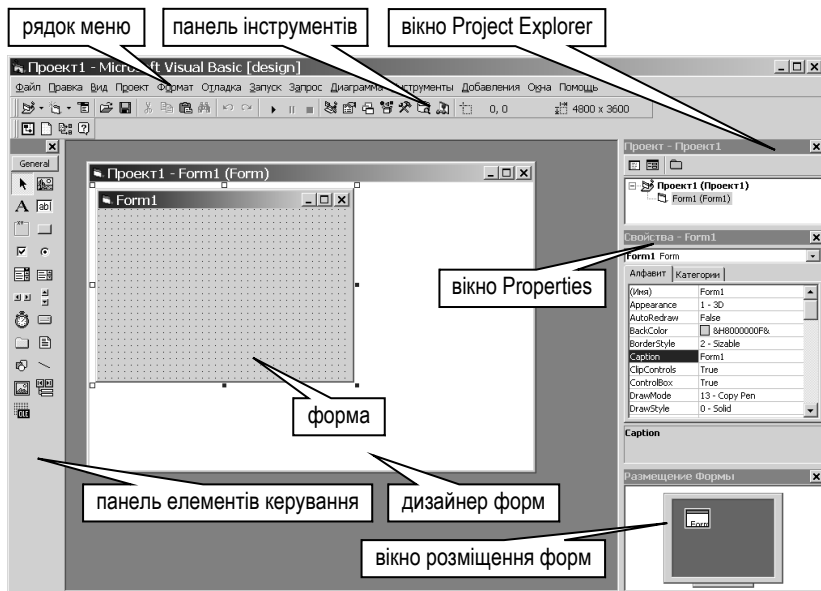 рядок меню
панель інструментів
вікно Project Explorer
Проект1 - Microsoft Visual Basic [design]
Файл Правка Вид Проект Формат Отладка Запуск Запрос Диаграмма Инструменты Добавления Окна Помощь
0, 0
4800 x 3600
General
Проект1 - Form1 (Form)
Form1
A
ab|
OLE
Проект - Проект1
Проект1 (Проект1)
Form1 (Form1)
Свойства - Form1
Form1 Form
Алфавит Категории
(Имя) Form1
Appearance 1 - 3D
AutoRedraw False
BackColor &H8000000F&
BorderStyle 2 - Sizable
Caption Form1
ClipControls True
ControlBox True
DrawMode 13 - Copy Pen
DrawStyle 0 - Solid
Caption
вікно Properties
форма
панель елементів керування
дизайнер форм
Размещение Формы
Form
вікно розміщення форм